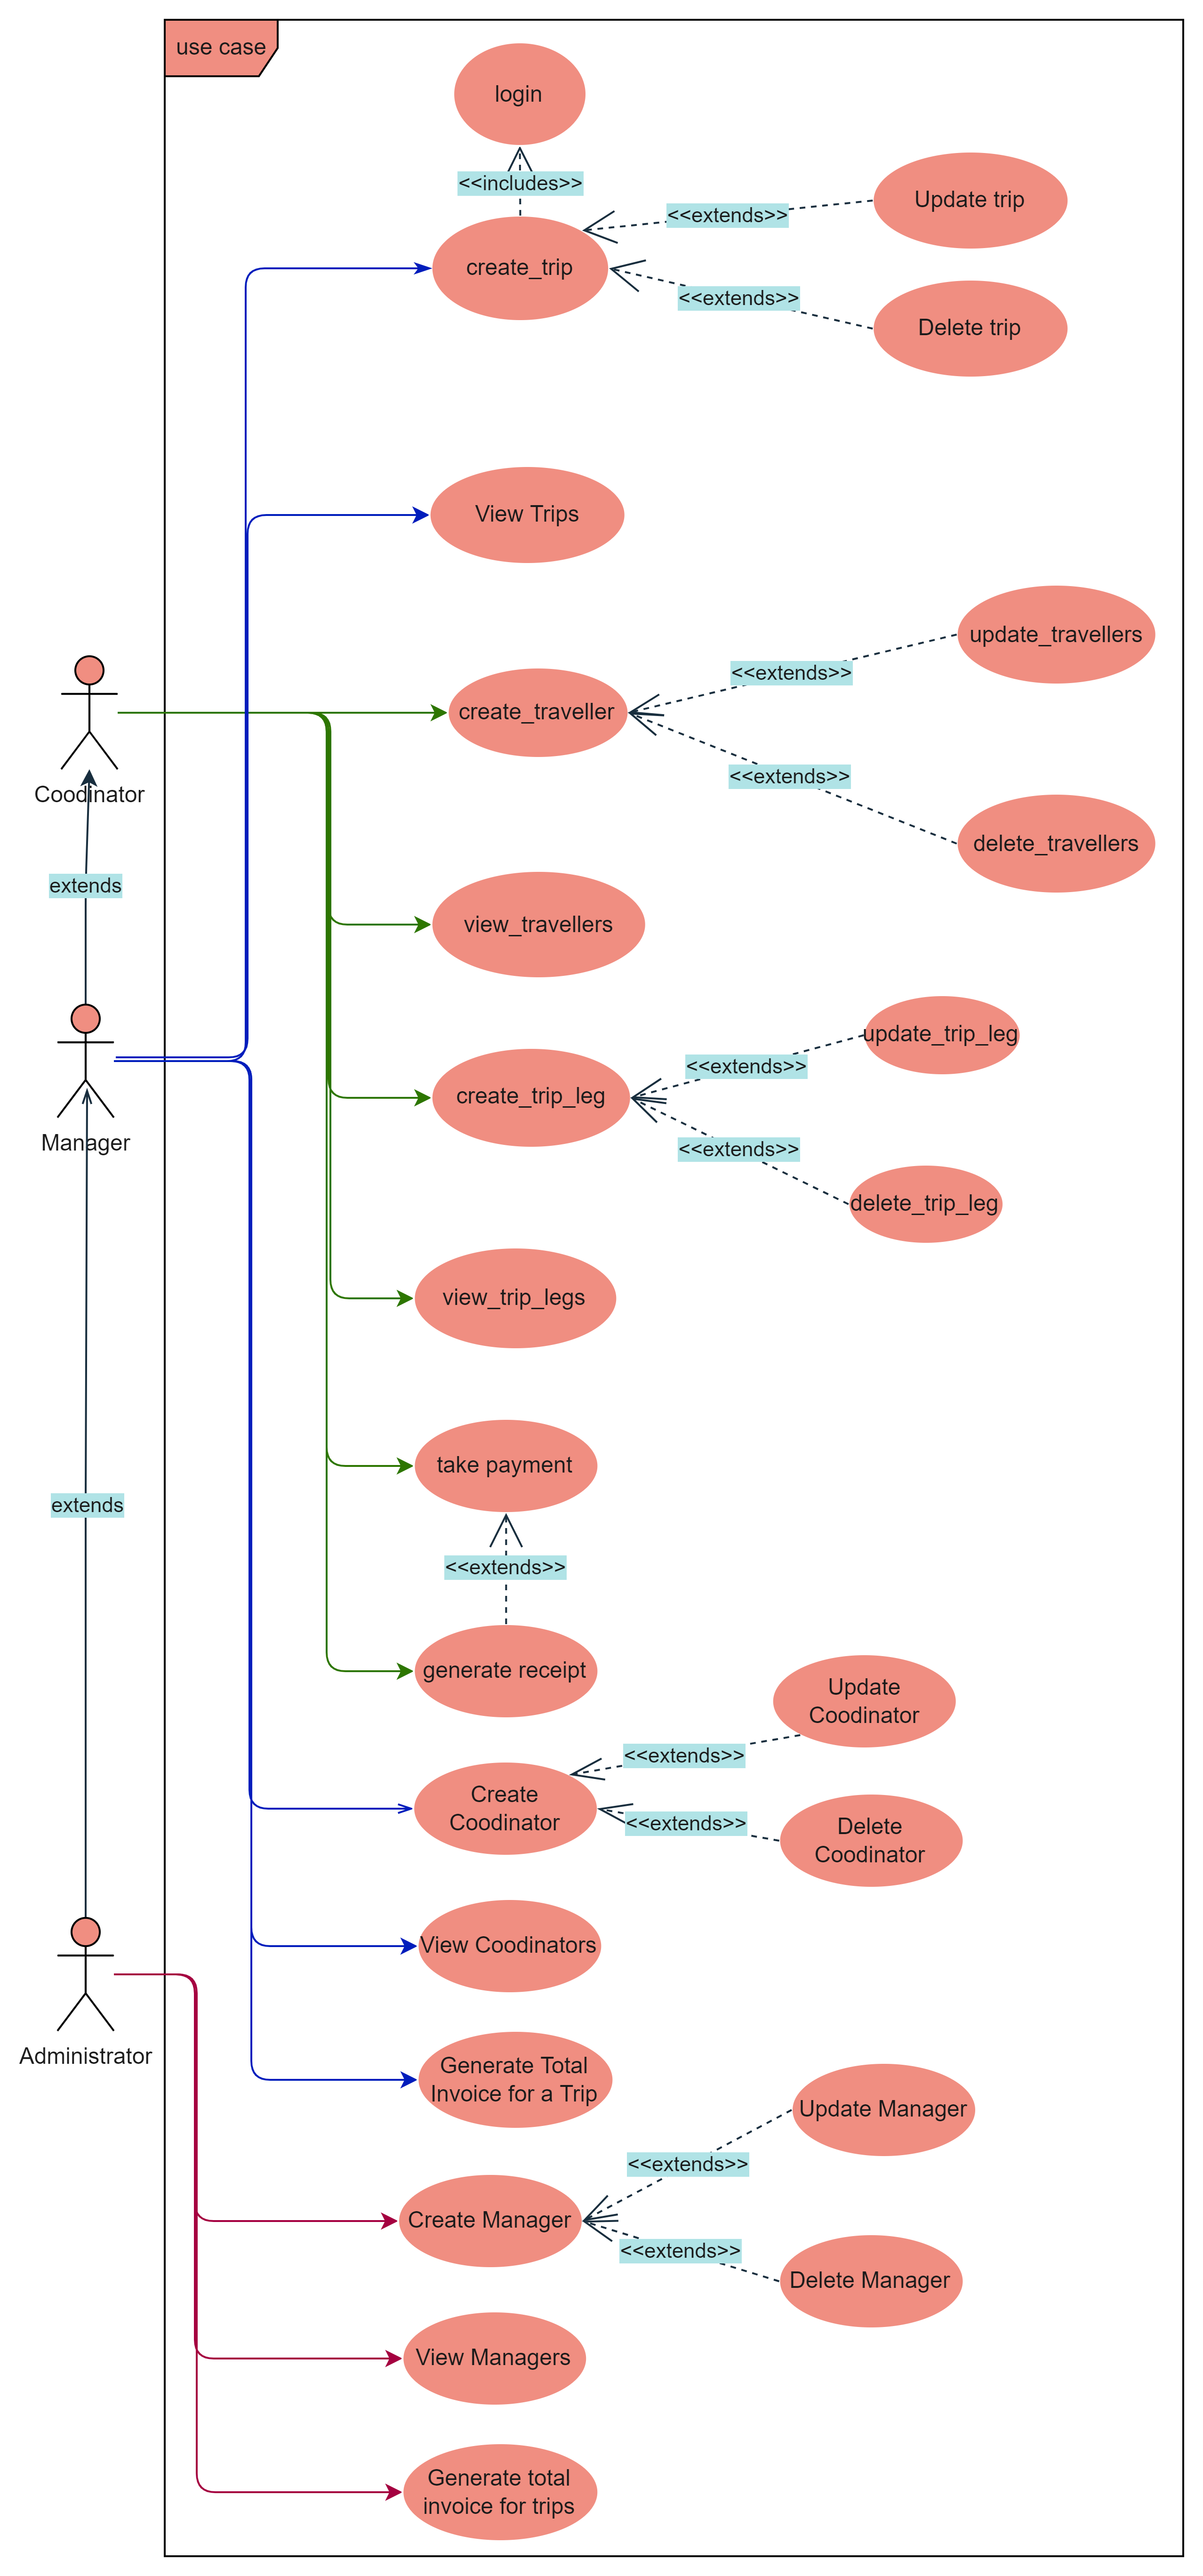 use case
login
<<includes>>
Update trip
<<extends>>
create_trip
<<extends>>
Delete trip
View Trips
update_travellers
<<extends>>
create_traveller
<<extends>>
Coodinator
delete_travellers
extends
view_travellers
update_trip_leg
<<extends>>
create_trip_leg
Manager
<<extends>>
delete_trip_leg
view_trip_legs
take payment
extends
<<extends>>
generate receipt
Update
Coodinator
<<extends>>
Create
Coodinator
<<extends>>
Delete
Coodinator
View Coodinators
Administrator
Generate Total
Invoice for a Trip
Update Manager
<<extends>>
Create Manager
<<extends>>
Delete Manager
View Managers
Generate total
invoice for trips